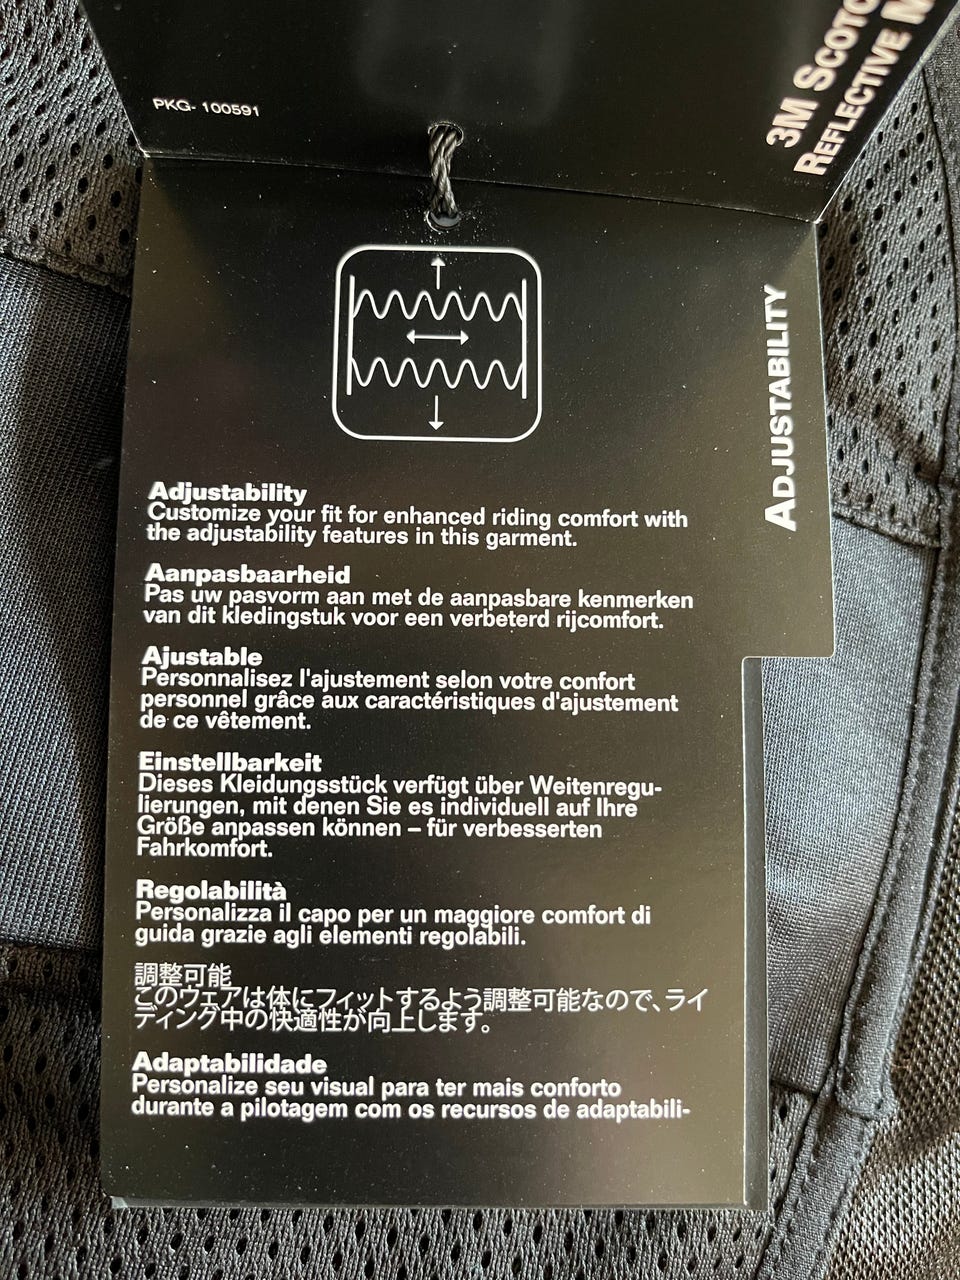 PKG- 100591
3M
REFLECTIVE
ADJUSTABILITY
Adjustability
Customize your fit for enhanced riding comfort with
the adjustability features in this garment.
Aanpasbaarheid
Pas uw pasvorm aan met de aanpasbare kenmerken
van dit kledingstuk voor een verbeterd rijcomfort.
Ajustable
Personnalisez l'ajustement selon votre confort
personnel grâce aux caractéristiques d'ajustement
de ce vêtement.
Einstellbarkeit
Dieses Kleidungsstück verfügt über Weitenregu-
lierungen, mit denen Sie es individuell auf Ihre
Größe anpassen können – für verbesserten
Fahrkomfort.
Regolabilità
Personalizza il capo per un maggiore comfort di
guida grazie agli elementi regolabili.
調整可能
このウェアは体にフィットするよう調整可能なので、ライ
ディング中の快適性が向上します。
Adaptabilidade
Personalize seu visual para ter mais conforto
durante a pilotagem com os recursos de adaptabili-